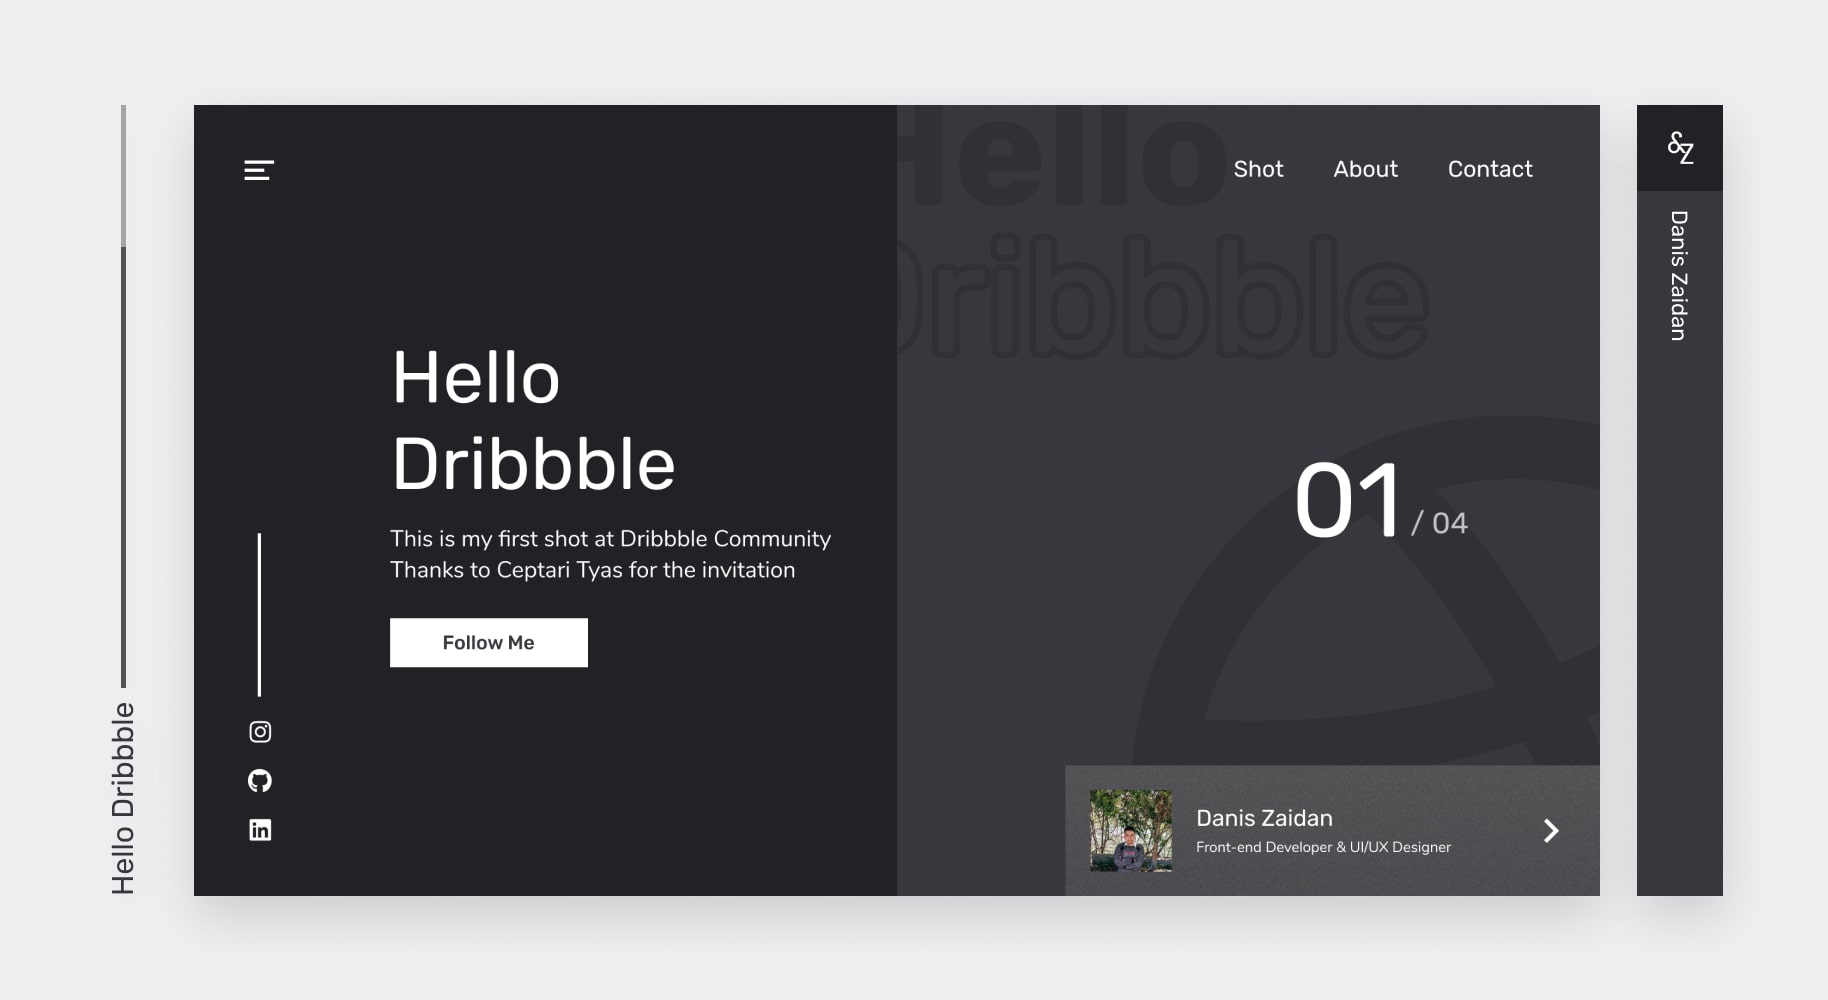 Hello Dribbble
Hello
Dribbble
Shot
About
Contact
Hello
Dribbble
This is my first shot at Dribbble Community
Thanks to Ceptari Tyas for the invitation
Follow Me
01 / 04
Danis Zaidan
Front-end Developer & UI/UX Designer
&Z
Danis Zaidan